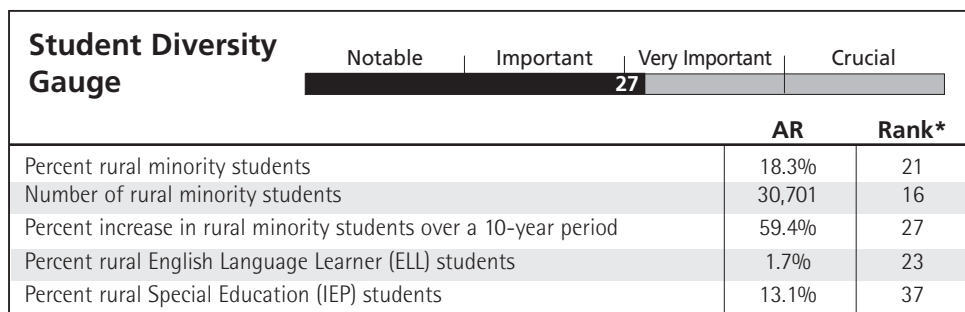 Student Diversity
Gauge
Notable Important Very Important Crucial
27
AR Rank*
Percent rural minority students 18.3% 21
Number of rural minority students 30,701 16
Percent increase in rural minority students over a 10-year period 59.4% 27
Percent rural English Language Learner (ELL) students 1.7% 23
Percent rural Special Education (IEP) students 13.1% 37